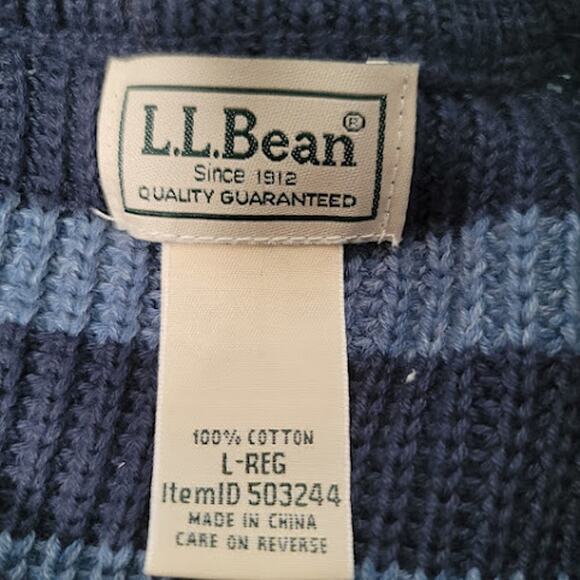 L.L.Bean®
Since 1912
QUALITY GUARANTEED
100% COTTON
L-REG
ItemID 503244
MADE IN CHINA
CARE ON REVERSE